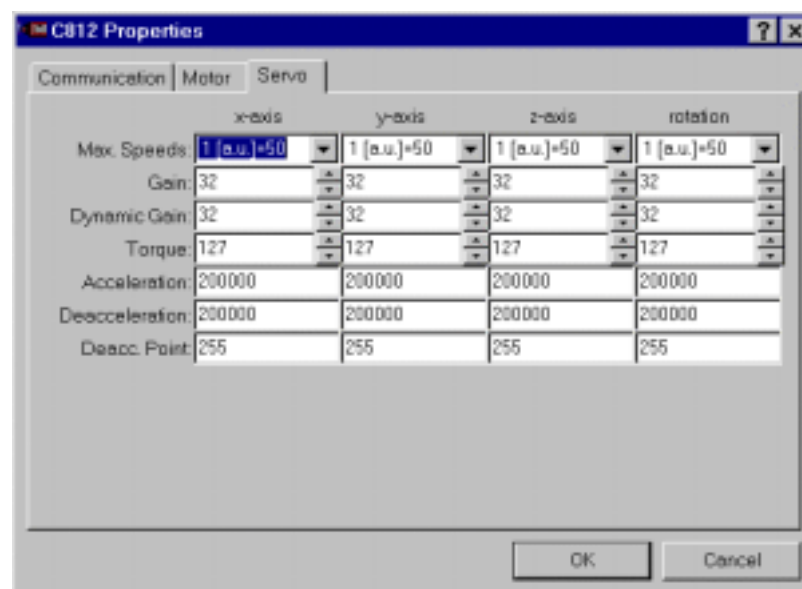 C812 Properties
Communication Motor Servo
x-axis y-axis z-axis rotation
Max. Speeds: 1 [a.u.]=50 1 [a.u.]=50 1 [a.u.]=50 1 [a.u.]=50
Gain: 32 32 32 32
Dynamic Gain: 32 32 32 32
Torque: 127 127 127 127
Acceleration: 200000 200000 200000 200000
Deacceleration: 200000 200000 200000 200000
Deacc. Point: 255 255 255 255
OK Cancel